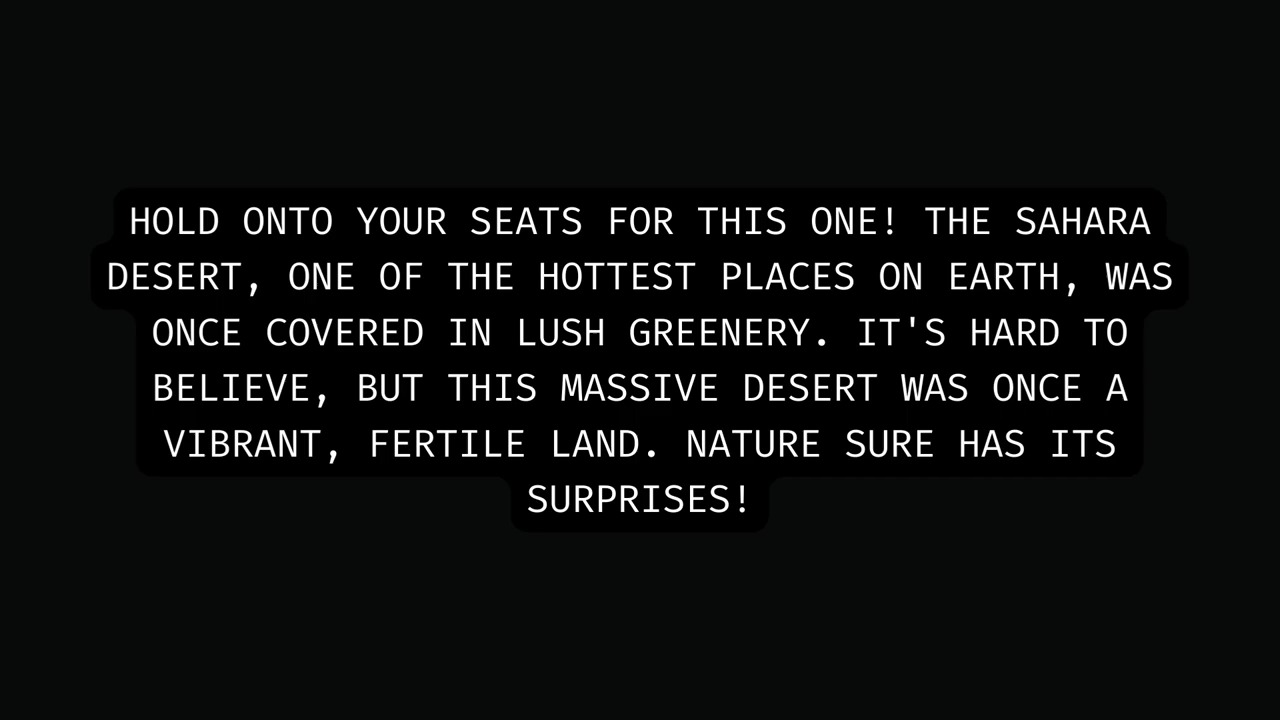 HOLD ONTO YOUR SEATS FOR THIS ONE! THE SAHARA
DESERT, ONE OF THE HOTTEST PLACES ON EARTH, WAS
ONCE COVERED IN LUSH GREENERY. IT'S HARD TO
BELIEVE, BUT THIS MASSIVE DESERT WAS ONCE A
VIBRANT, FERTILE LAND. NATURE SURE HAS ITS
SURPRISES!